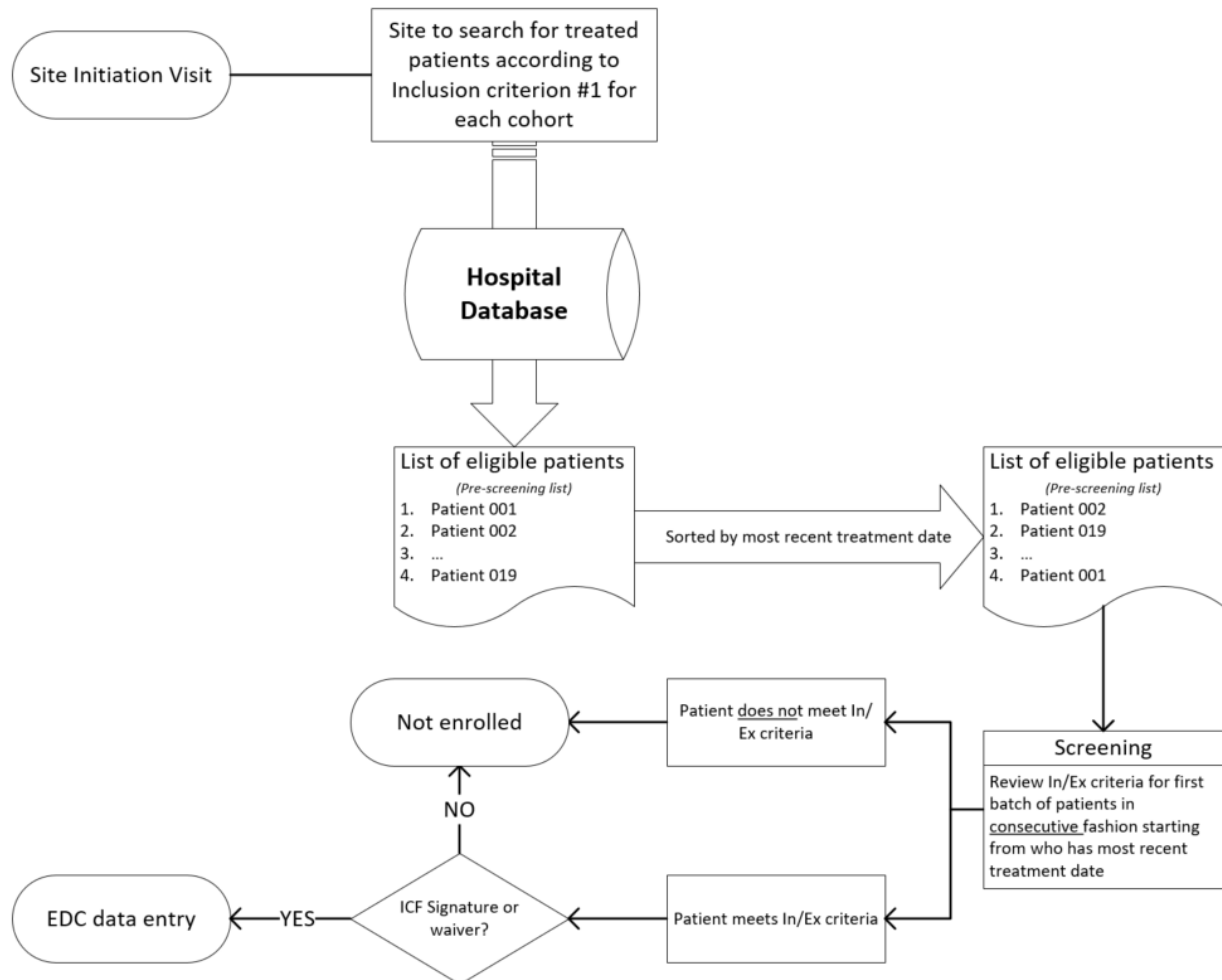 Site Initiation Visit
Site to search for treated
patients according to
Inclusion criterion #1 for
each cohort
Hospital
Database
List of eligible patients
(Pre-screening list)
1. Patient 001
2. Patient 002
3. ...
4. Patient 019
Sorted by most recent treatment date
List of eligible patients
(Pre-screening list)
1. Patient 002
2. Patient 019
3. ...
4. Patient 001
Screening
Review In/Ex criteria for first
batch of patients in
consecutive fashion starting
from who has most recent
treatment date
Patient does not meet In/
Ex criteria
Not enrolled
NO
Patient meets In/Ex criteria
ICF Signature or
waiver?
YES
EDC data entry